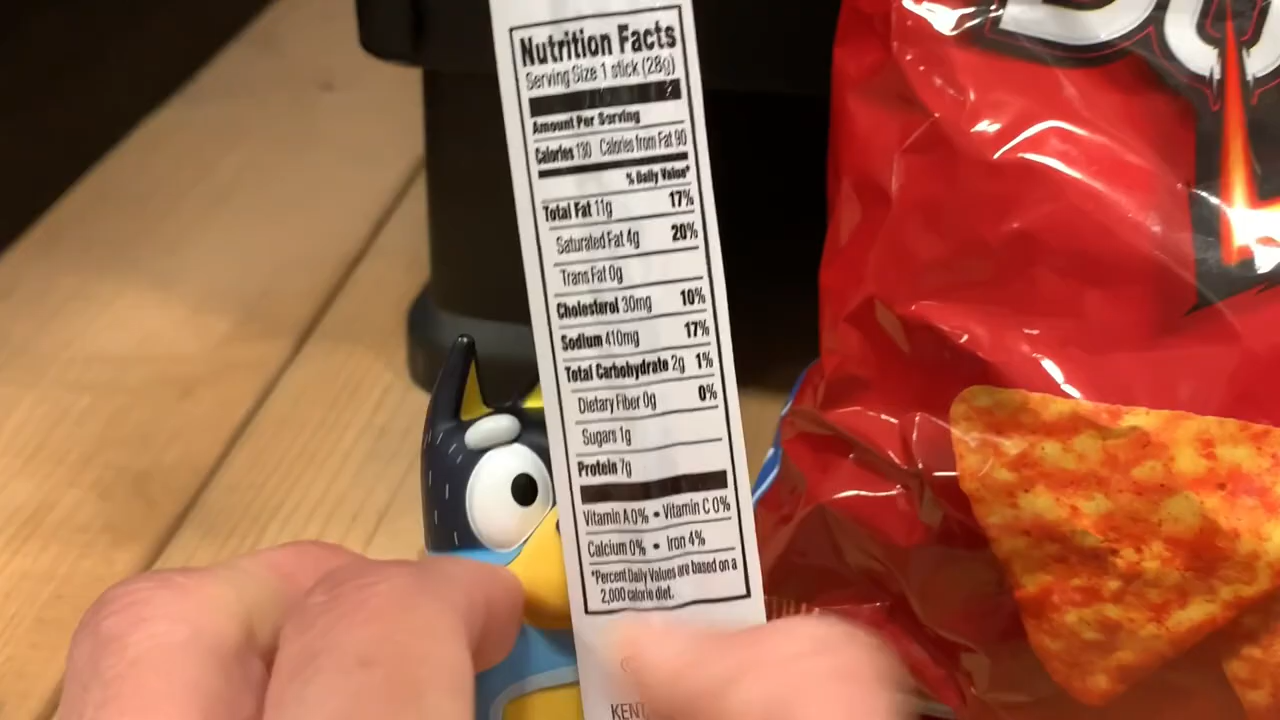 Nutrition Facts
Serving Size 1 stick (28g)
Amount Per Serving
Calories 130 Calories from Fat 90
% Daily Value*
Total Fat 11g 17%
Saturated Fat 4g 20%
Trans Fat 0g
Cholesterol 30mg 10%
Sodium 410mg 17%
Total Carbohydrate 2g 1%
Dietary Fiber 0g 0%
Sugars 1g
Protein 7g
Vitamin A 0% • Vitamin C 0%
Calcium 0% • Iron 4%
*Percent Daily Values are based on a
2,000 calorie diet.